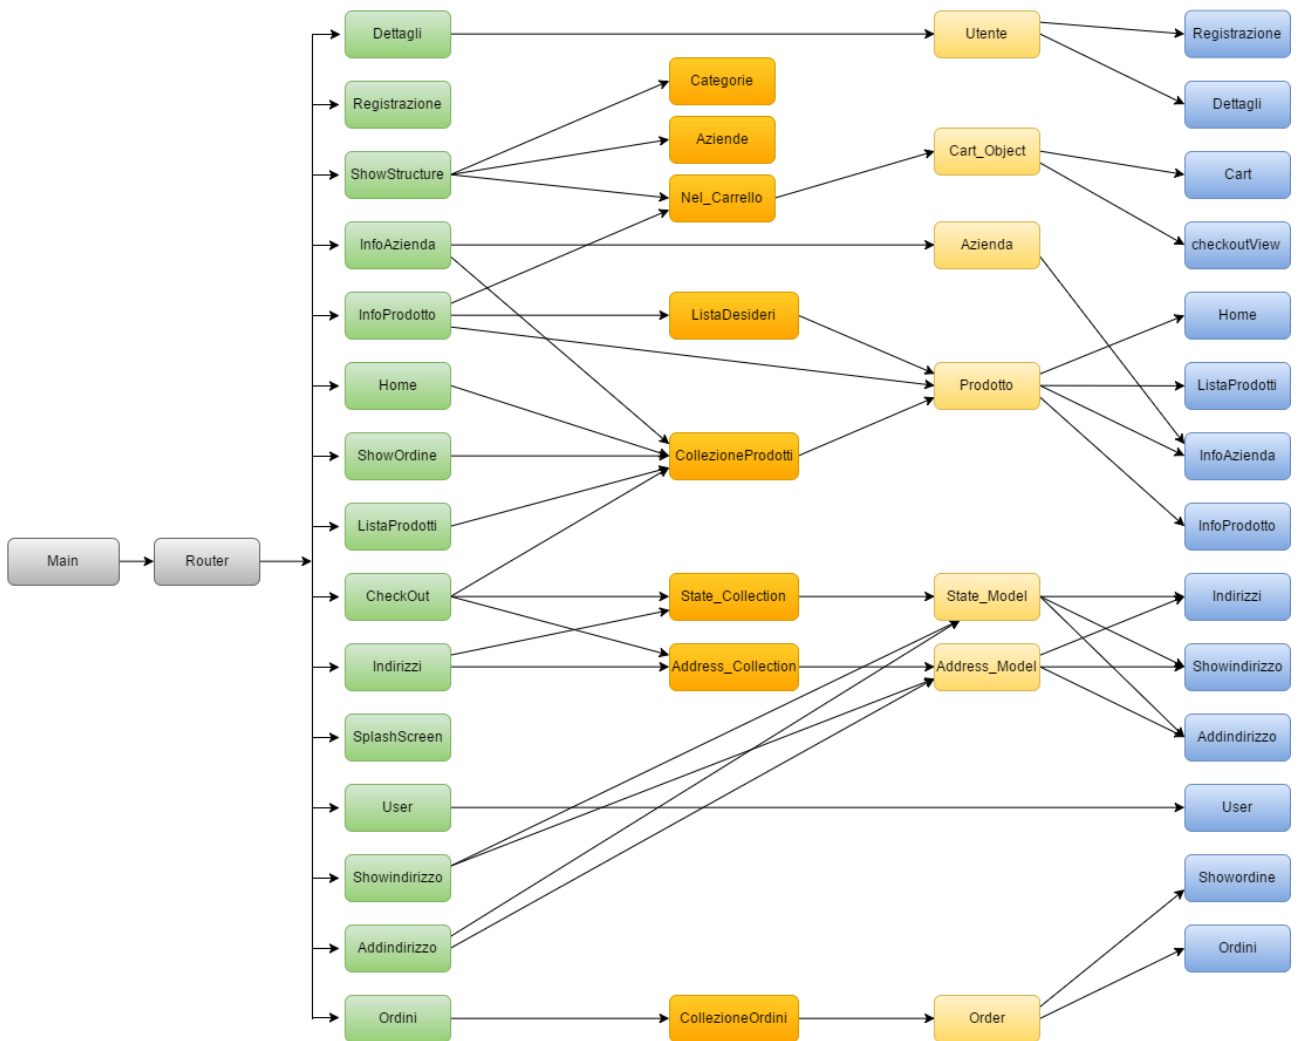 Dettagli
Utente
Registrazione
Categorie
Registrazione
Dettagli
Aziende
Cart_Object
ShowStructure
Cart
Nel_Carrello
InfoAzienda
Azienda
checkoutView
InfoProdotto
ListaDesideri
Home
Home
Prodotto
ListaProdotti
ShowOrdine
CollezioneProdotti
InfoAzienda
ListaProdotti
InfoProdotto
Main
Router
CheckOut
State_Collection
State_Model
Indirizzi
Indirizzi
Address_Collection
Address_Model
Showindirizzo
SplashScreen
Addindirizzo
User
User
Showindirizzo
Showordine
Addindirizzo
Ordini
Ordini
CollezioneOrdini
Order